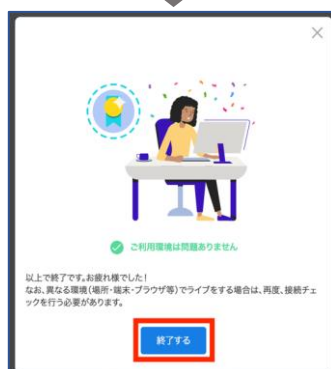 ご利用環境は問題ありません
以上で終了です。お疲れ様でした！
なお、異なる環境(場所・端末・ブラウザ等)でライブをする場合は、再度、接続チェ
ックを行う必要があります。
終了する